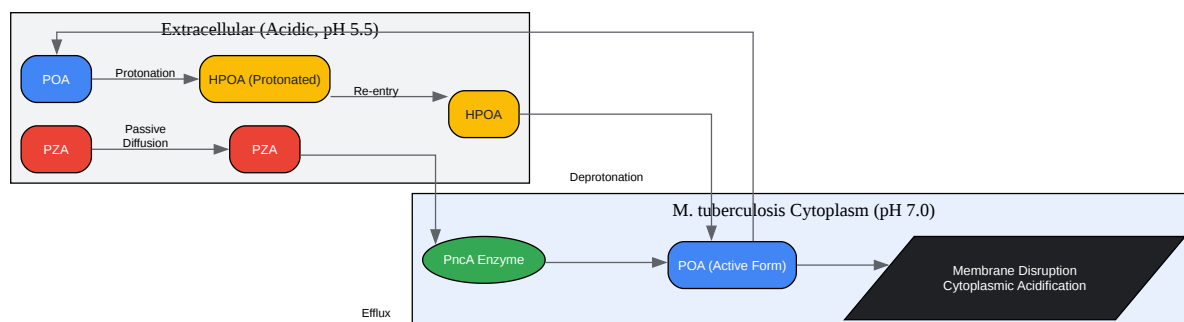 Extracellular (Acidic, pH 5.5)
POA
Protonation
HPOA (Protonated)
Re-entry
HPOA
PZA
Passive
Diffusion
PZA
Deprotonation
M. tuberculosis Cytoplasm (pH 7.0)
PncA Enzyme
POA (Active Form)
Membrane Disruption
Cytoplasmic Acidification
Efflux